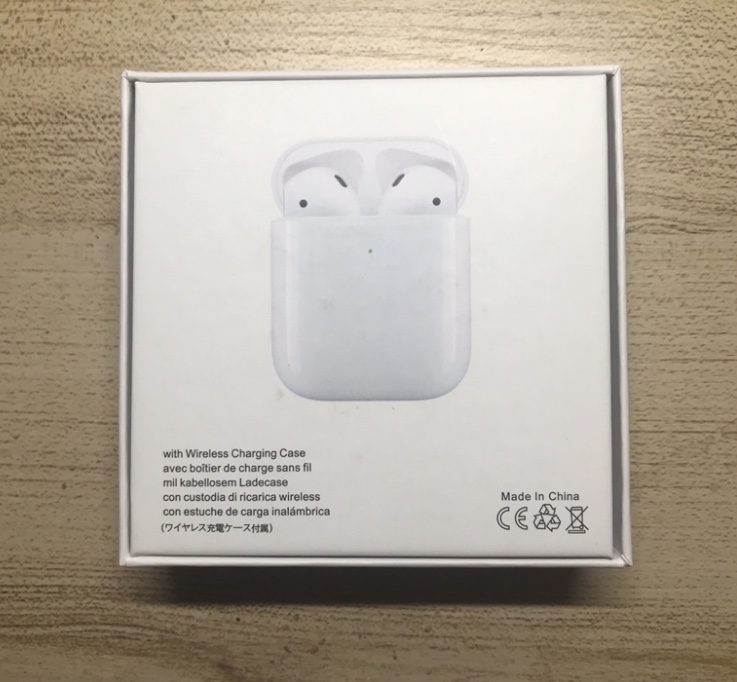 with Wireless Charging Case
avec boîtier de charge sans fil
mil kabellosem Ladecase
con custodia di ricarica wireless
con estuche de carga inalámbrica
(ワイヤレス充電ケース付属)
Made In China
CE